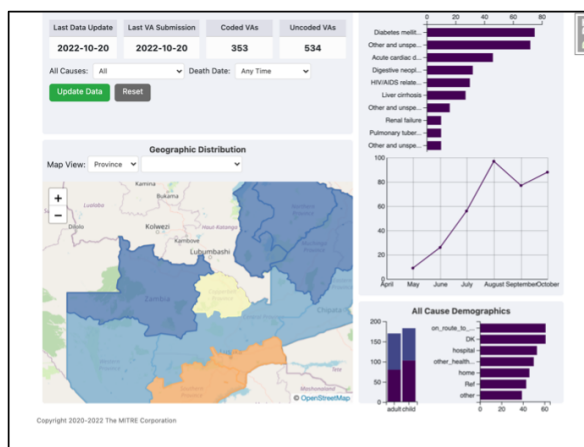 Last Data Update
Last VA Submission
Coded VAs
Uncoded VAs
2022-10-20
2022-10-20
353
534
All Causes: All
Death Date: Any Time
Update Data
Reset
Geographic Distribution
Map View: Province
+
−
Kamina
Bukama
Kolwezi
Kambove
Lubumbashi
Zambia
Chipata
© OpenStreetMap
Copyright 2020-2022 The MITRE Corporation
0
20
40
60
80
Diabetes mellit...
Other and unspe...
Acute cardiac d...
Digestive neopl...
HIV/AIDS relate...
Liver cirrhosis
Other and unspe...
Renal failure
Pulmonary tuber...
Other and unspe...
100
80
60
40
20
0
April
May
June
July
August
September
October
All Cause Demographics
200
150
100
50
0
adult
child
on_route_to_...
DK
hospital
other_health...
home
Ref
other
0
20
40
60